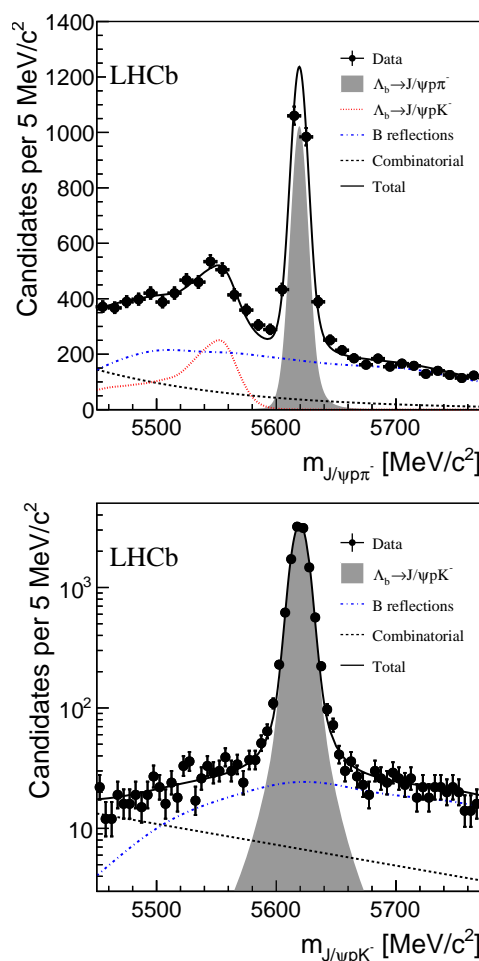 1400
1200
1000
800
600
400
200
0
Candidates per 5 MeV/c²
LHCb
Data
Λb→J/ψpπ⁻
Λb→J/ψpK⁻
B reflections
Combinatorial
Total
5500 5600 5700
m J/ψpπ⁻ [MeV/c²]
10³
10²
10
Candidates per 5 MeV/c²
LHCb
Data
Λb→J/ψpK⁻
B reflections
Combinatorial
Total
5500 5600 5700
m J/ψpK⁻ [MeV/c²]